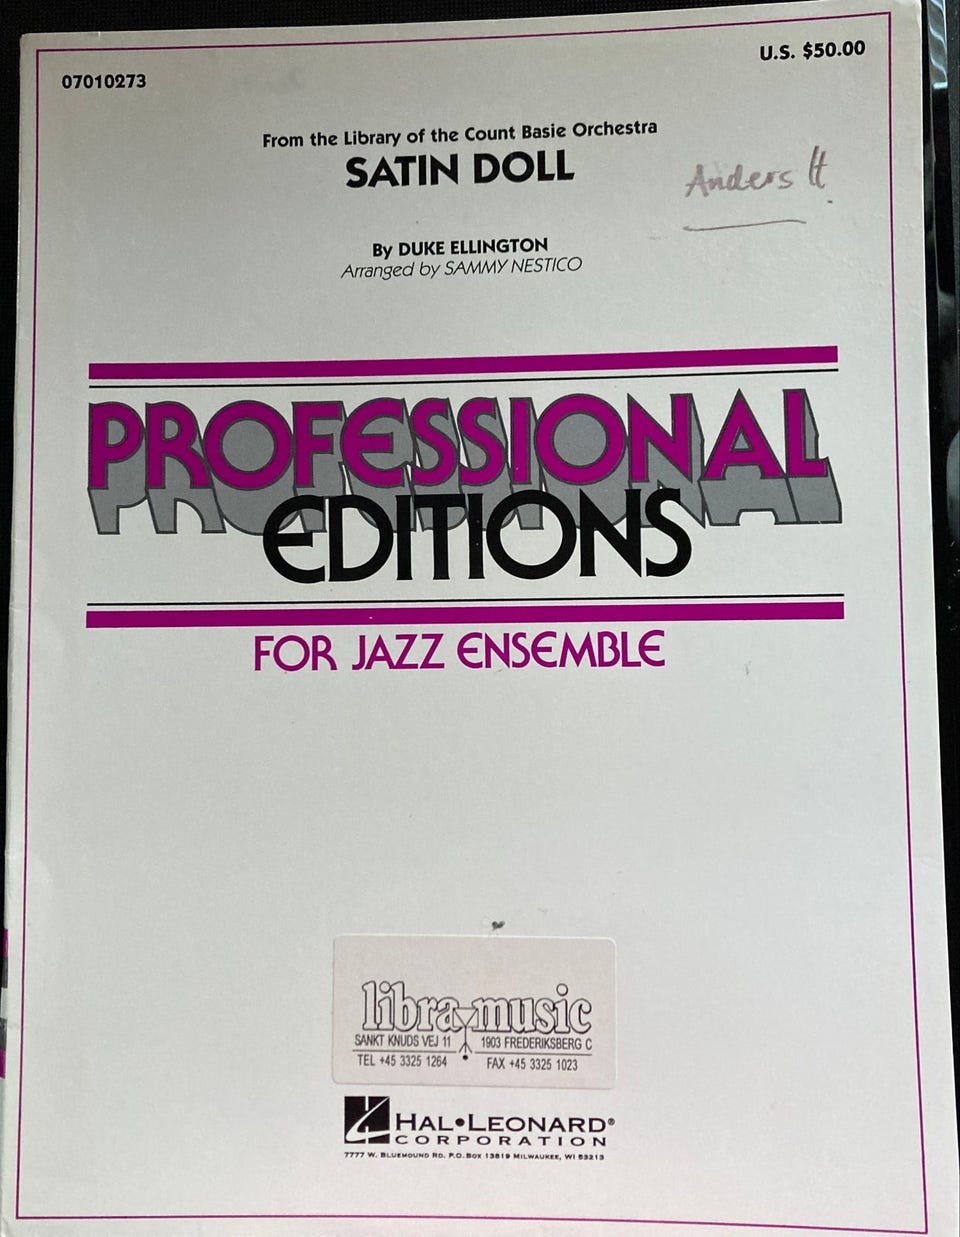 07010273
U.S. $50.00
From the Library of the Count Basie Orchestra
SATIN DOLL
Anders H.
By DUKE ELLINGTON
Arranged by SAMMY NESTICO
PROFESSIONAL
EDITIONS
FOR JAZZ ENSEMBLE
libra music
SANKT KNUDS VEJ 11 1903 FREDERIKSBERG C
TEL +45 3325 1264 FAX +45 3325 1023
HAL•LEONARD®
CORPORATION
7777 W. BLUEMOUND RD. P.O.BOX 13819 MILWAUKEE, WI 53213